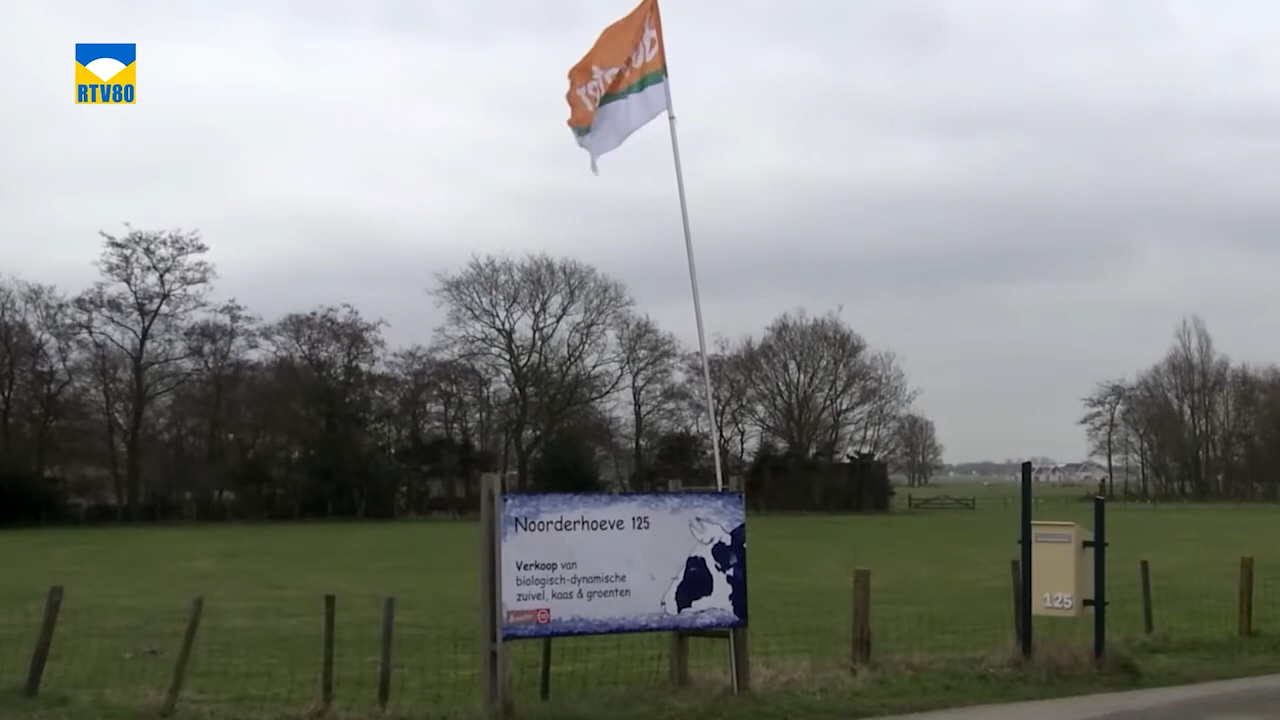 RTV80
Noorderhoeve 125
Verkoop van
biologisch-dynamische
zuivel, kaas & groenten
125